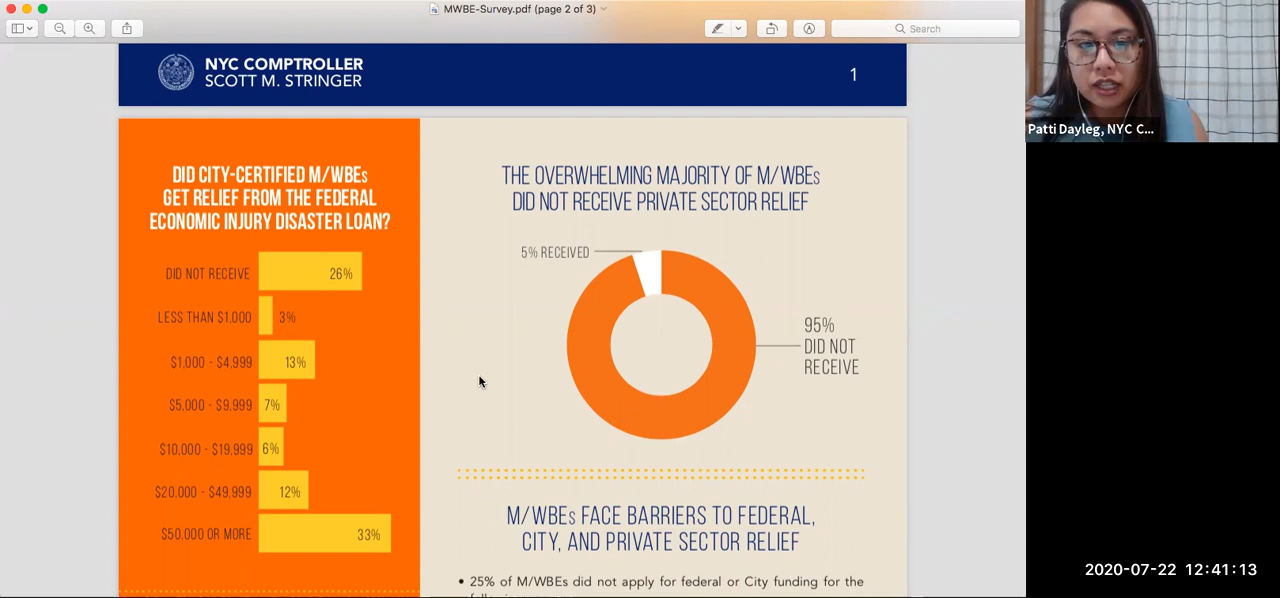 MWBE-Survey.pdf (page 2 of 3)
Search
NYC COMPTROLLER
SCOTT M. STRINGER
1
Patti Dayleg, NYC C...
DID CITY-CERTIFIED M/WBEs
GET RELIEF FROM THE FEDERAL
ECONOMIC INJURY DISASTER LOAN?
DID NOT RECEIVE 26%
LESS THAN $1,000 3%
$1,000 - $4,999 13%
$5,000 - $9,999 7%
$10,000 - $19,999 6%
$20,000 - $49,999 12%
$50,000 OR MORE 33%
THE OVERWHELMING MAJORITY OF M/WBEs
DID NOT RECEIVE PRIVATE SECTOR RELIEF
5% RECEIVED
95%
DID NOT
RECEIVE
M/WBEs FACE BARRIERS TO FEDERAL,
CITY, AND PRIVATE SECTOR RELIEF
• 25% of M/WBEs did not apply for federal or City funding for the
2020-07-22 12:41:13